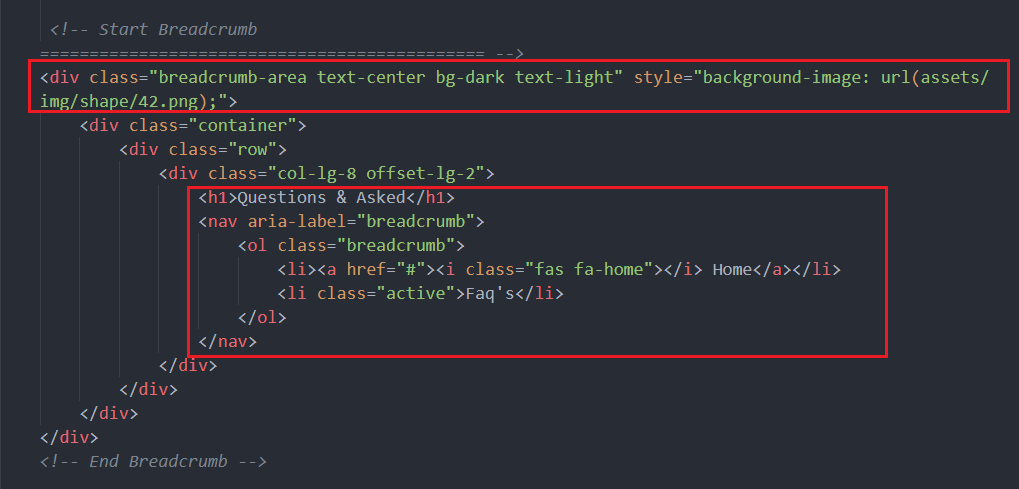 <!-- Start Breadcrumb
============================================= -->
<div class="breadcrumb-area text-center bg-dark text-light" style="background-image: url(assets/
img/shape/42.png);">
<div class="container">
<div class="row">
<div class="col-lg-8 offset-lg-2">
<h1>Questions & Asked</h1>
<nav aria-label="breadcrumb">
<ol class="breadcrumb">
<li><a href="#"><i class="fas fa-home"></i> Home</a></li>
<li class="active">Faq's</li>
</ol>
</nav>
</div>
</div>
</div>
</div>
<!-- End Breadcrumb -->